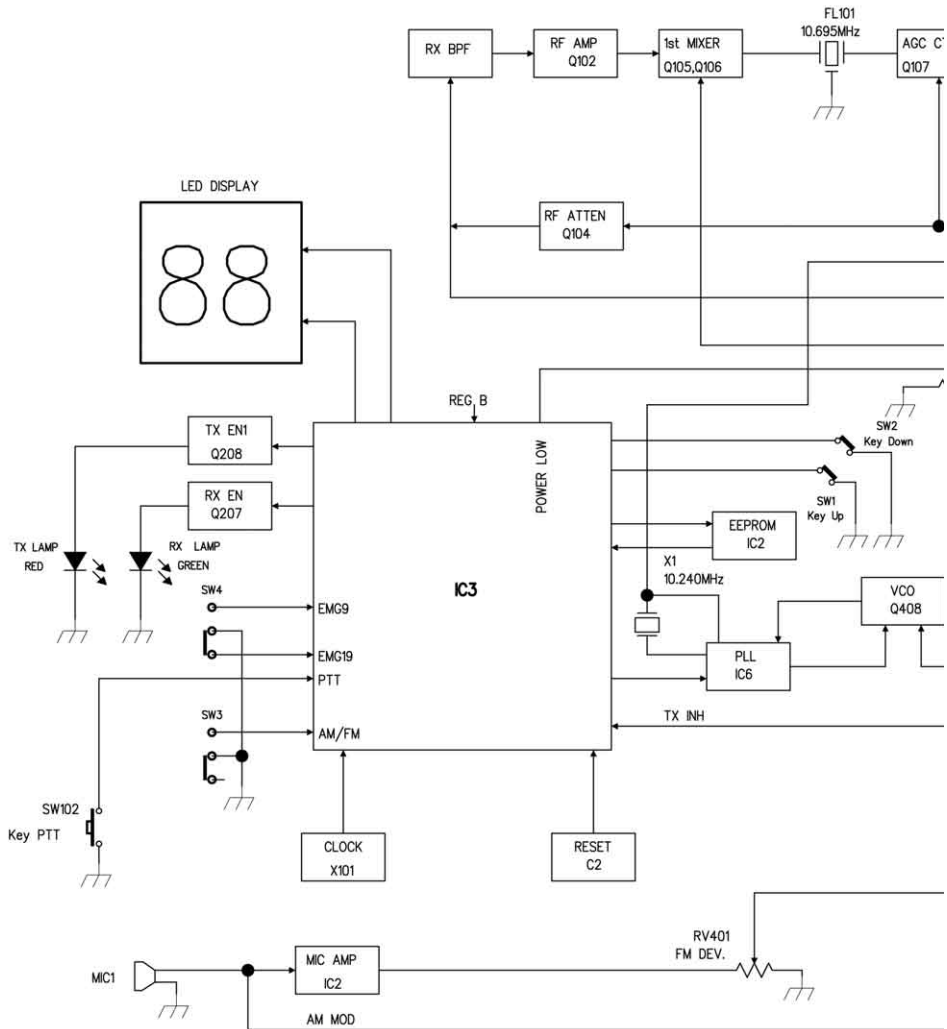 FL101
10.695MHz
RX BPF
RF AMP
Q102
1st MIXER
Q105,Q106
AGC
Q107
LED DISPLAY
88
RF ATTEN
Q104
REG B
TX EN1
Q208
POWER LOW
SW2
Key Down
RX EN
Q207
SW1
Key Up
EEPROM
IC2
TX LAMP
RED
RX LAMP
GREEN
X1
10.240MHz
IC3
SW4
EMG9
VCO
Q408
EMG19
PLL
IC6
PTT
SW3
AM/FM
TX INH
SW102
Key PTT
CLOCK
X101
RESET
C2
RV401
FM DEV.
MIC1
MIC AMP
IC2
AM MOD